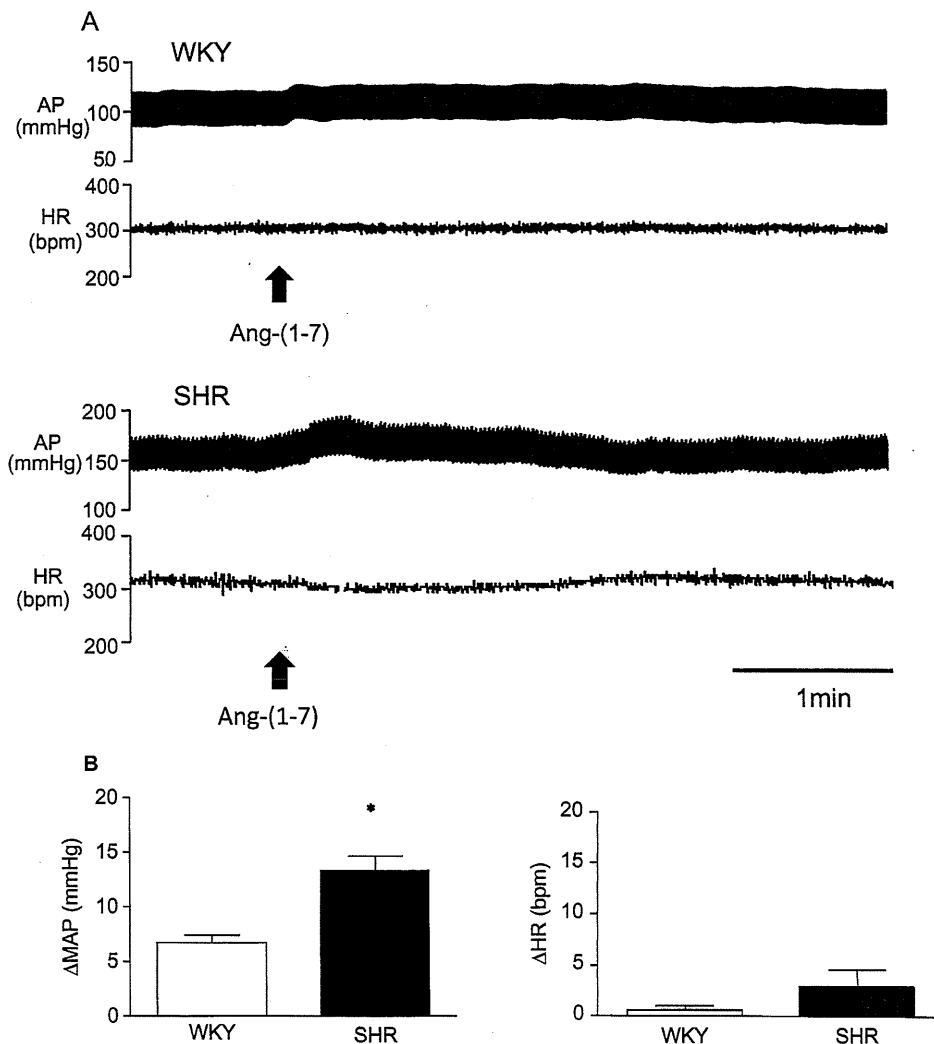 A
WKY
150
AP
(mmHg)
100
50
400
HR
(bpm)
300
200
Ang-(1-7)
SHR
200
AP
(mmHg)
150
100
400
HR
(bpm)
300
200
Ang-(1-7)
1min
B
20
15
10
5
0
ΔMAP (mmHg)
*
WKY
SHR
20
15
10
5
0
ΔHR (bpm)
WKY
SHR